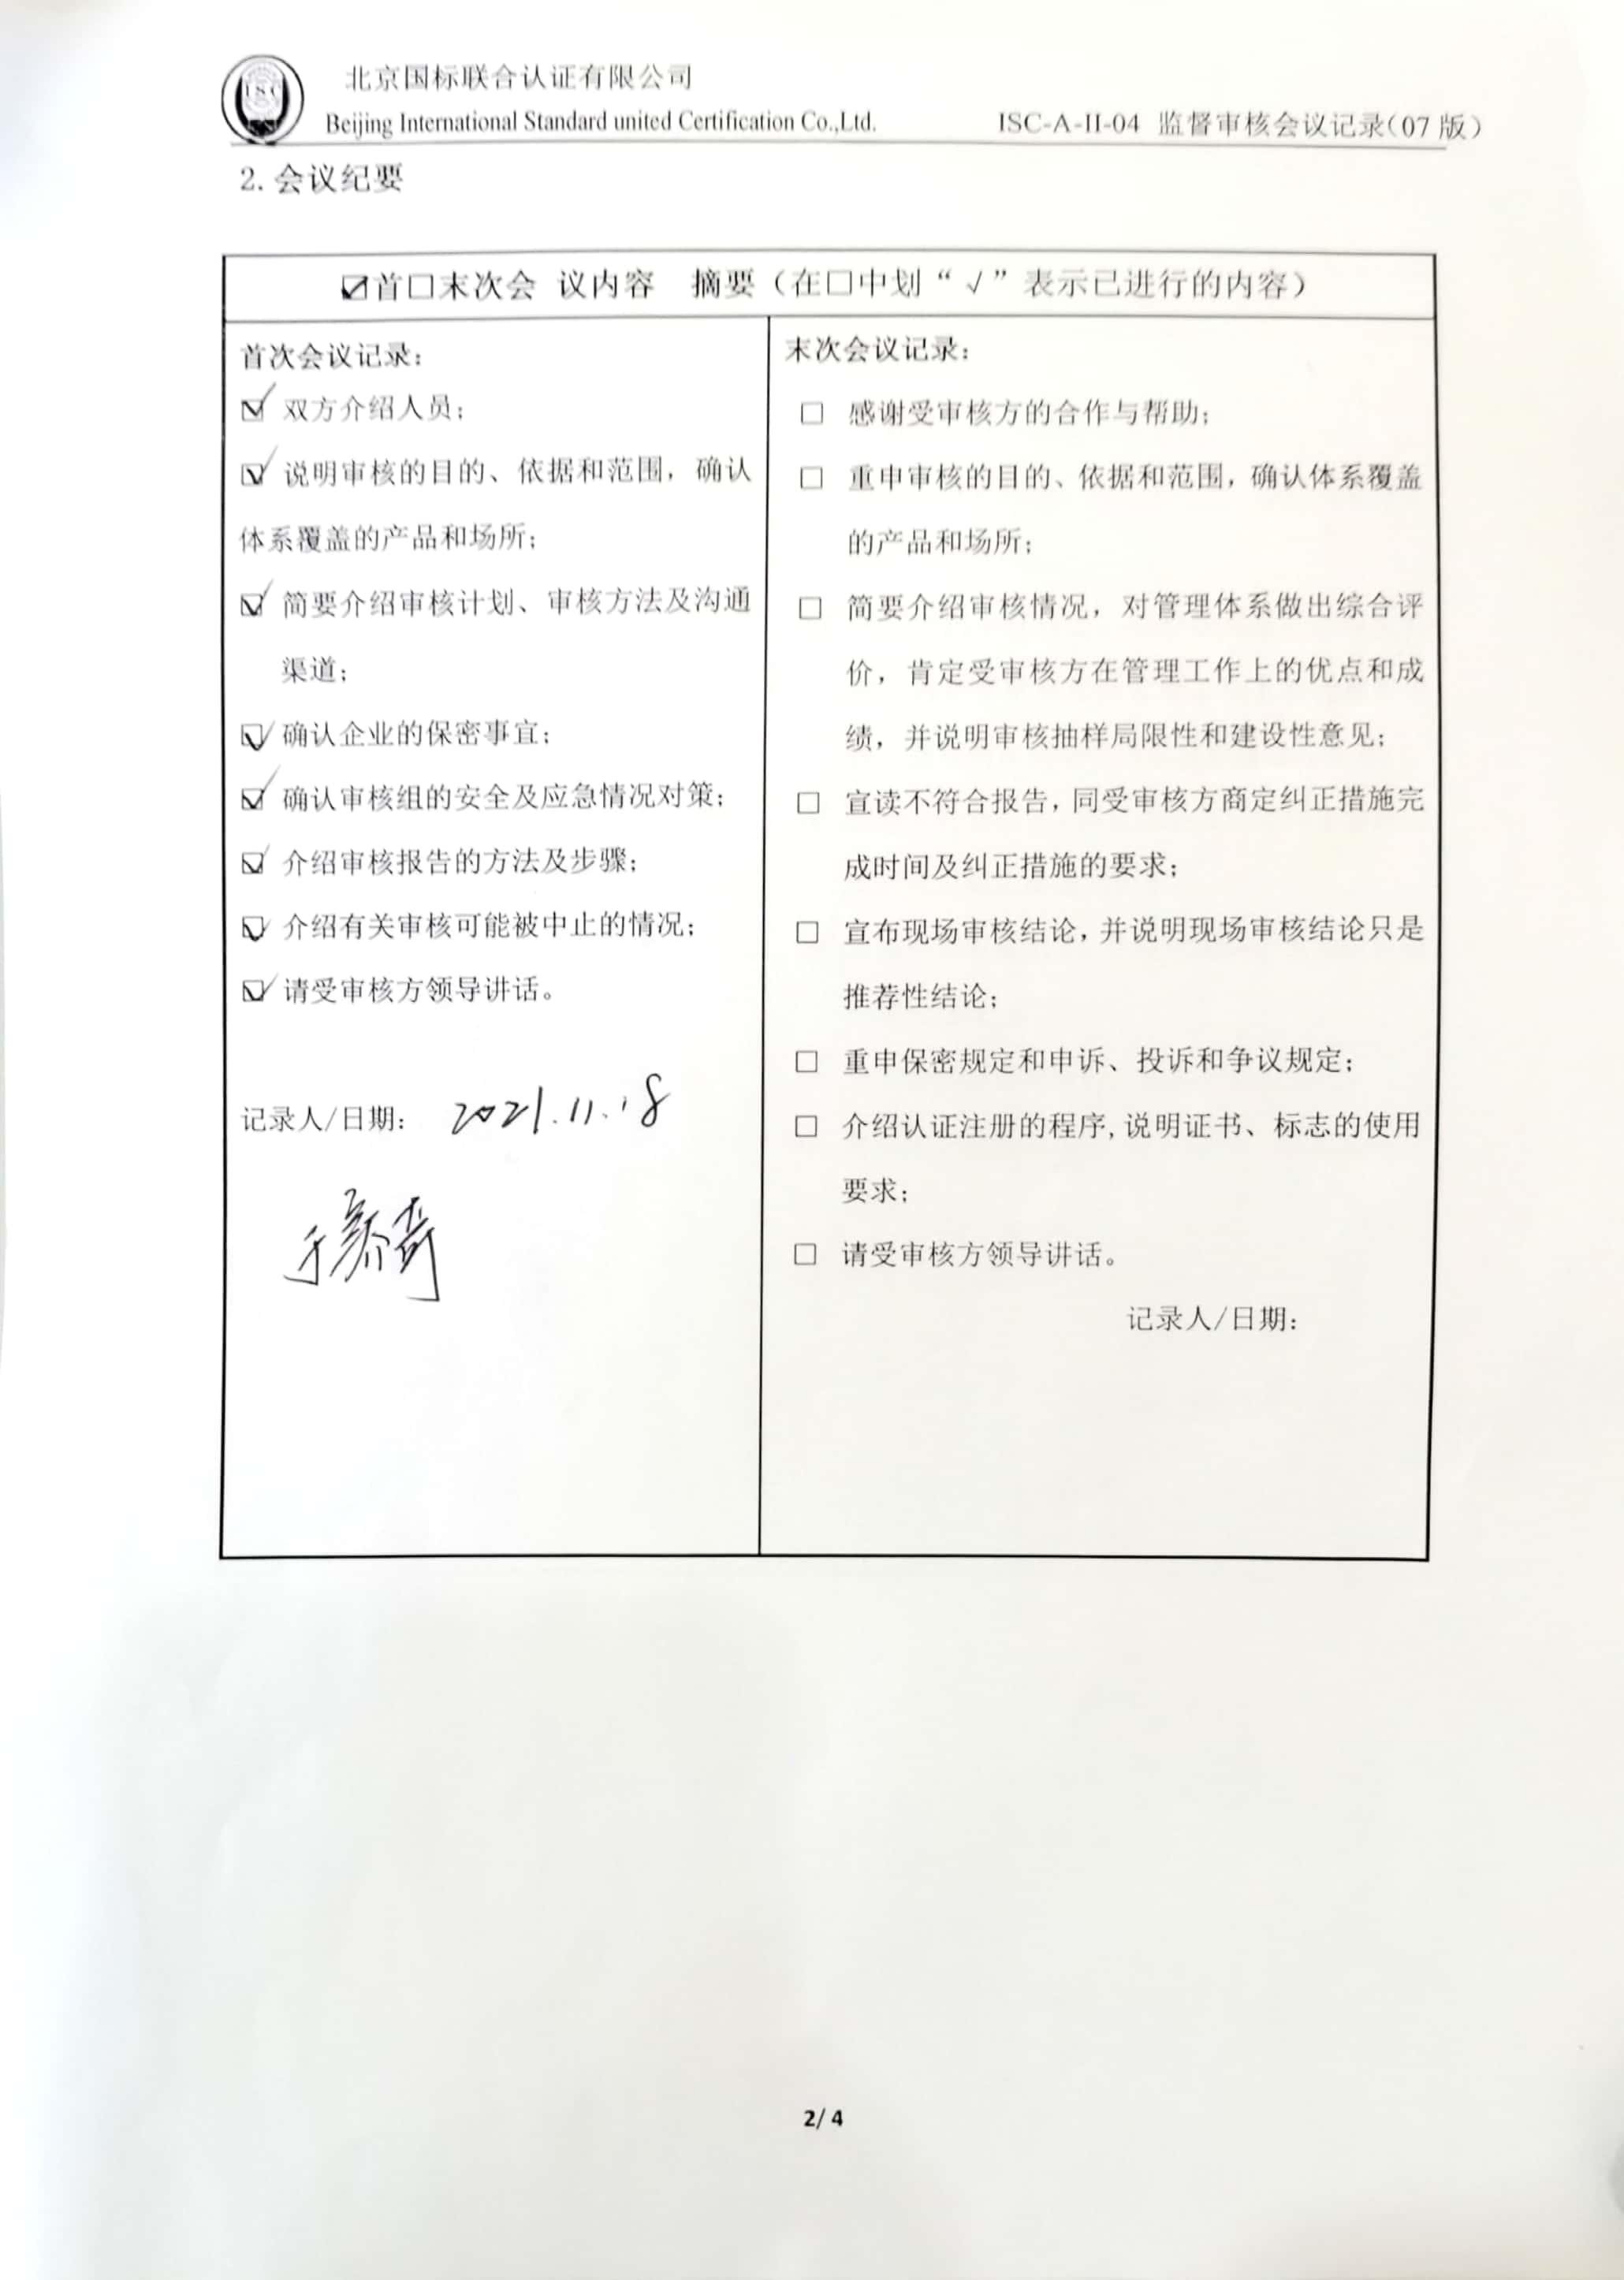 ISC
北京国标联合认证有限公司
Beijing International Standard united Certification Co.,Ltd.
ISC-A-II-04 监督审核会议记录(07版)
2.会议纪要
☑首☐末次会 议内容 摘要（在☐中划“√”表示已进行的内容）
首次会议记录：
☑ 双方介绍人员；
☑ 说明审核的目的、依据和范围，确认
体系覆盖的产品和场所；
☑ 简要介绍审核计划、审核方法及沟通
渠道；
☑ 确认企业的保密事宜；
☑ 确认审核组的安全及应急情况对策；
☑ 介绍审核报告的方法及步骤；
☑ 介绍有关审核可能被中止的情况；
☑ 请受审核方领导讲话。
记录人/日期： 2021.11.18
末次会议记录：
☐ 感谢受审核方的合作与帮助；
☐ 重申审核的目的、依据和范围，确认体系覆盖
的产品和场所；
☐ 简要介绍审核情况，对管理体系做出综合评
价，肯定受审核方在管理工作上的优点和成
绩，并说明审核抽样局限性和建设性意见；
☐ 宣读不符合报告，同受审核方商定纠正措施完
成时间及纠正措施的要求；
☐ 宣布现场审核结论，并说明现场审核结论只是
推荐性结论；
☐ 重申保密规定和申诉、投诉和争议规定；
☐ 介绍认证注册的程序，说明证书、标志的使用
要求；
☐ 请受审核方领导讲话。
记录人/日期：
2/ 4